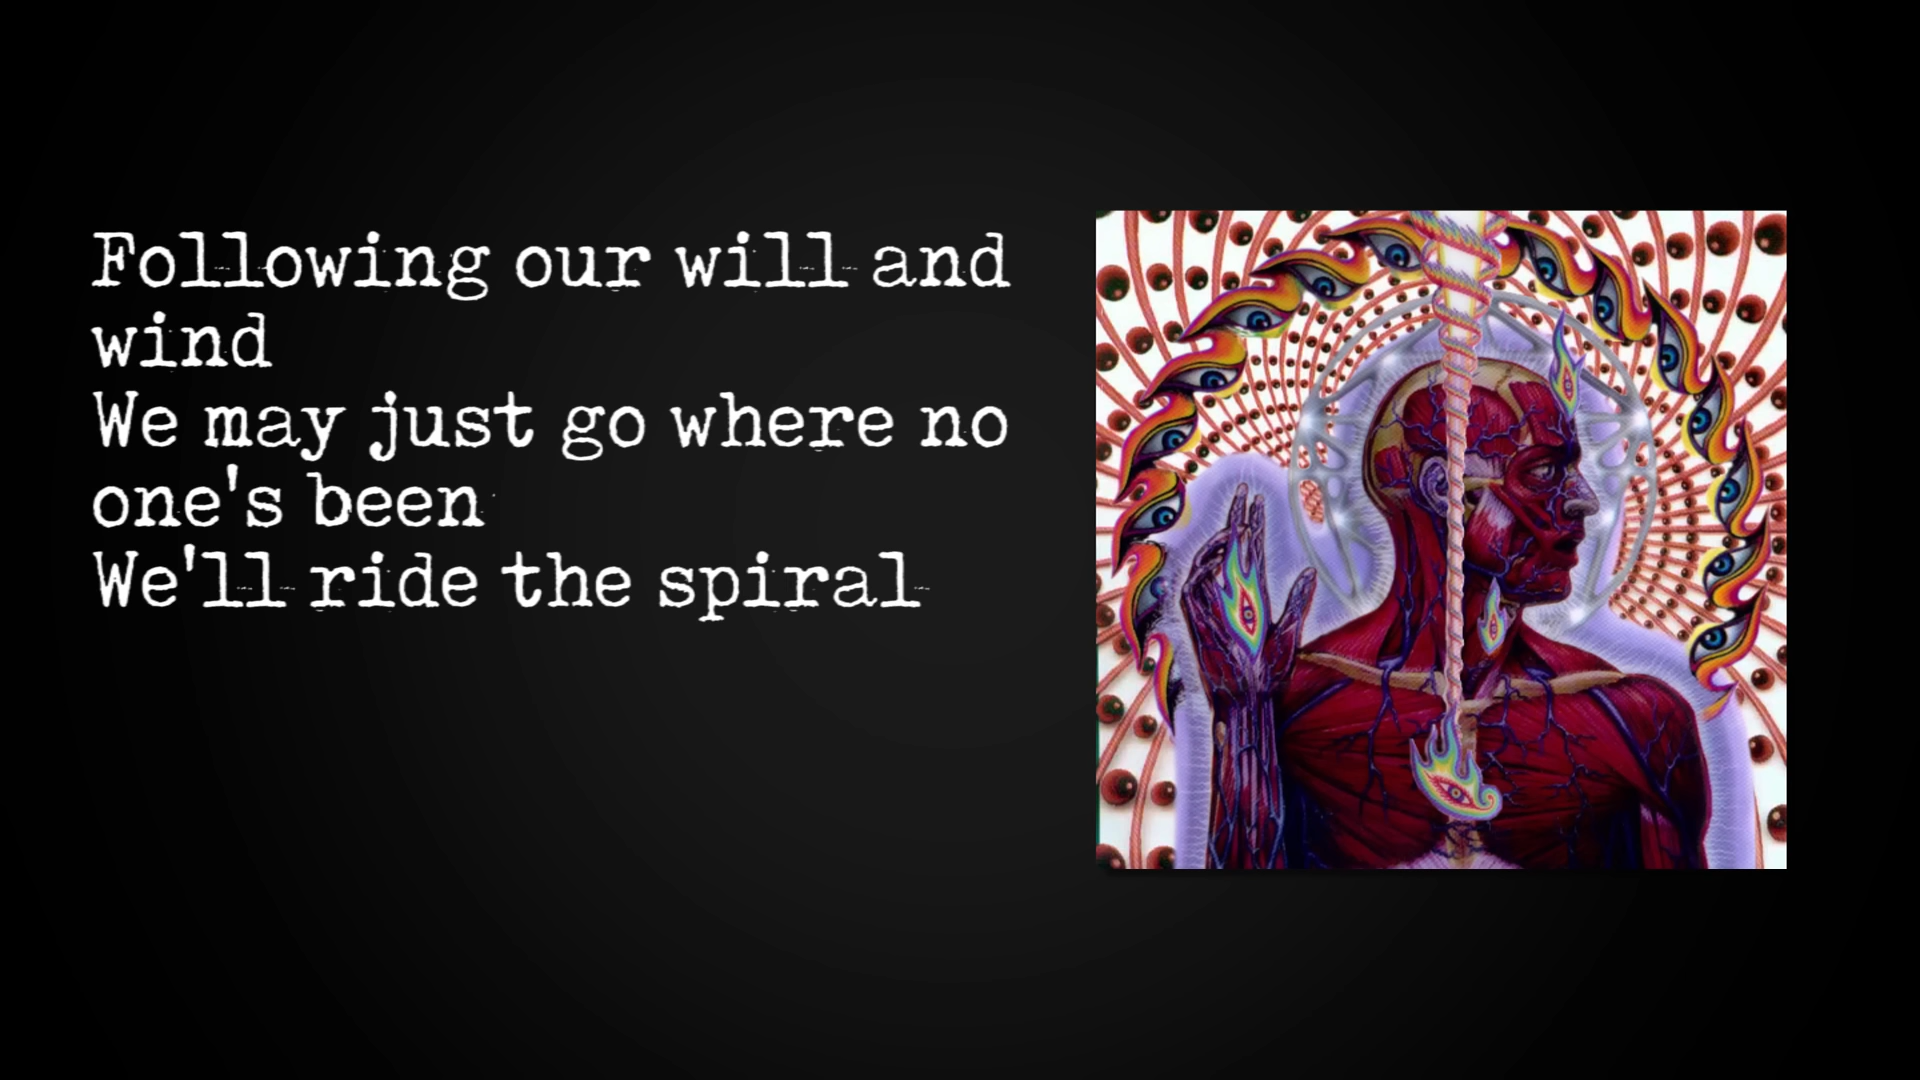 Following our will and
wind
We may just go where no
one's been
We'll ride the spiral